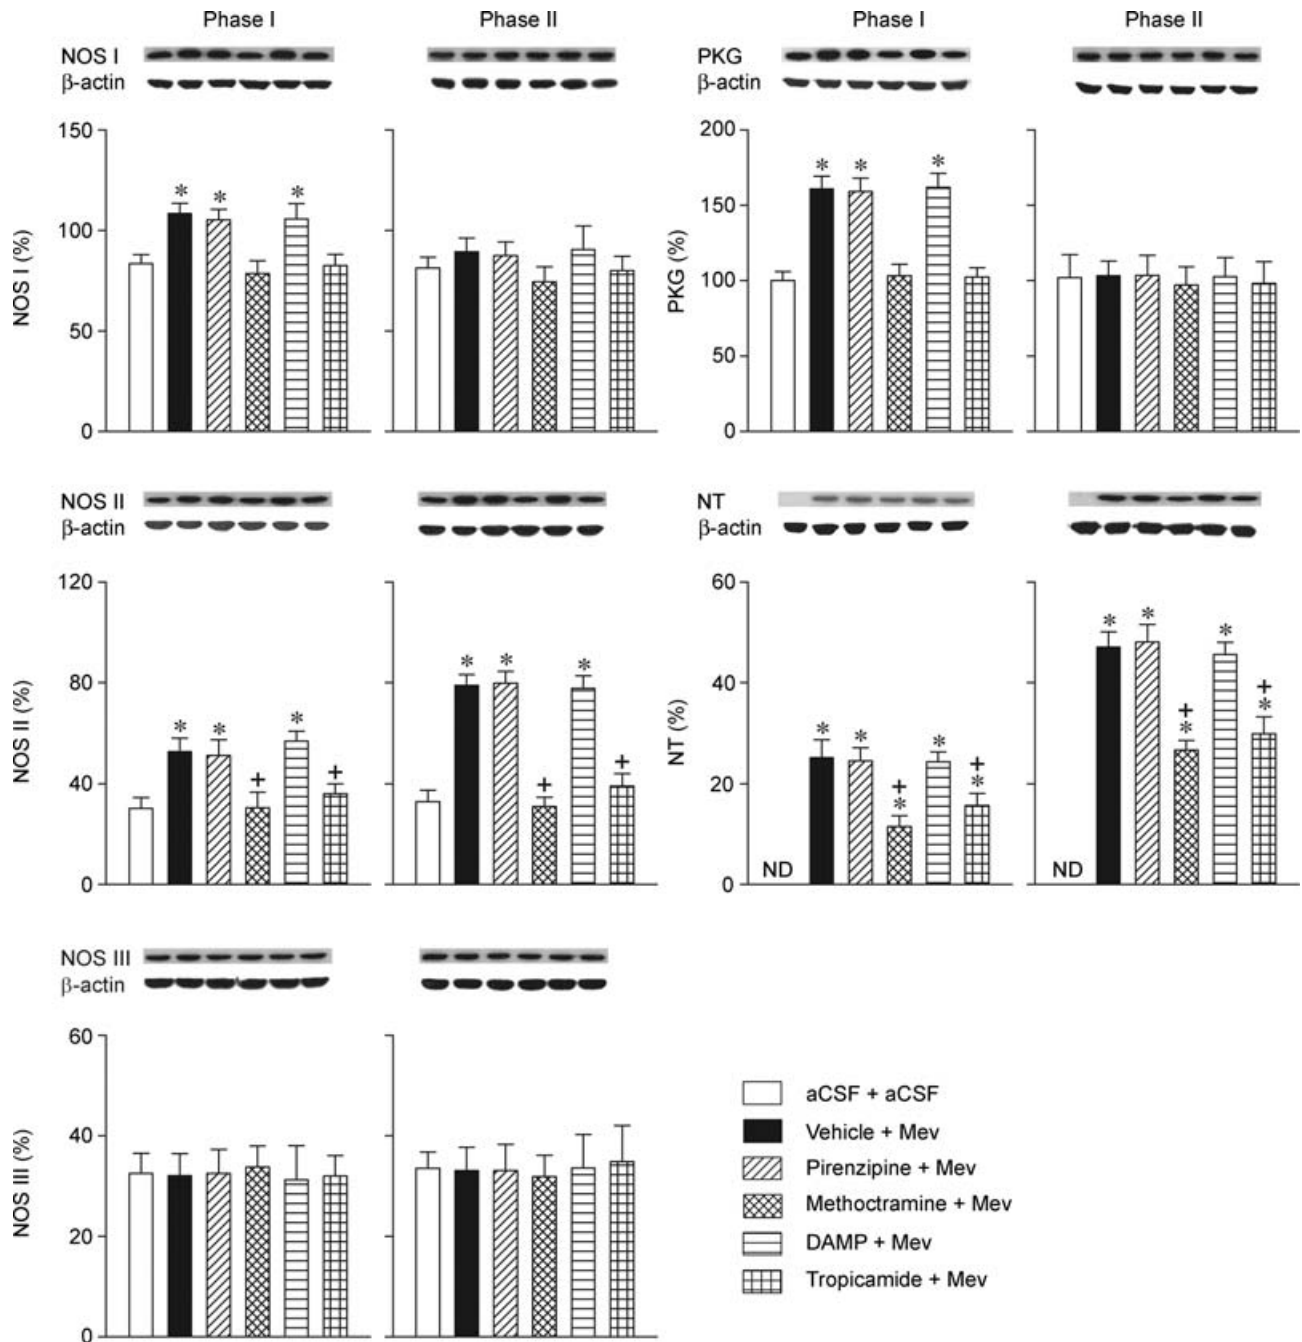 Phase I
Phase II
Phase I
Phase II
NOS I
β-actin
PKG
β-actin
150
100
50
0
NOS I (%)
* * *
200
150
100
50
0
PKG (%)
* * *
NOS II
β-actin
NT
β-actin
120
80
40
0
NOS II (%)
* * + * +
* * + * +
60
40
20
0
NT (%)
ND
* * +* * +*
ND
* * +* * +*
NOS III
β-actin
60
40
20
0
NOS III (%)
aCSF + aCSF
Vehicle + Mev
Pirenzipine + Mev
Methoctramine + Mev
DAMP + Mev
Tropicamide + Mev